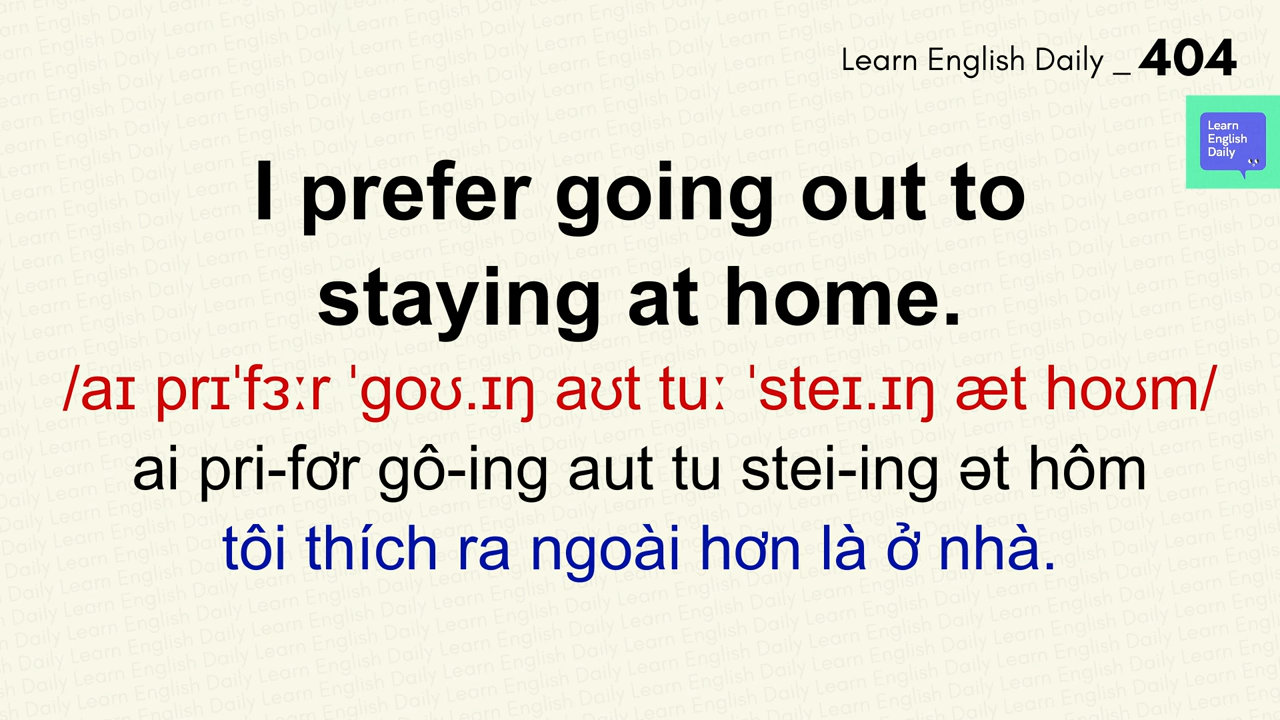 Learn English Daily _ 404
Learn
English
Daily
I prefer going out to
staying at home.
/aɪ prɪˈfɜːr ˈɡoʊ.ɪŋ aʊt tuː ˈsteɪ.ɪŋ æt hoʊm/
ai pri-fơr gô-ing aut tu stei-ing ət hôm
tôi thích ra ngoài hơn là ở nhà.